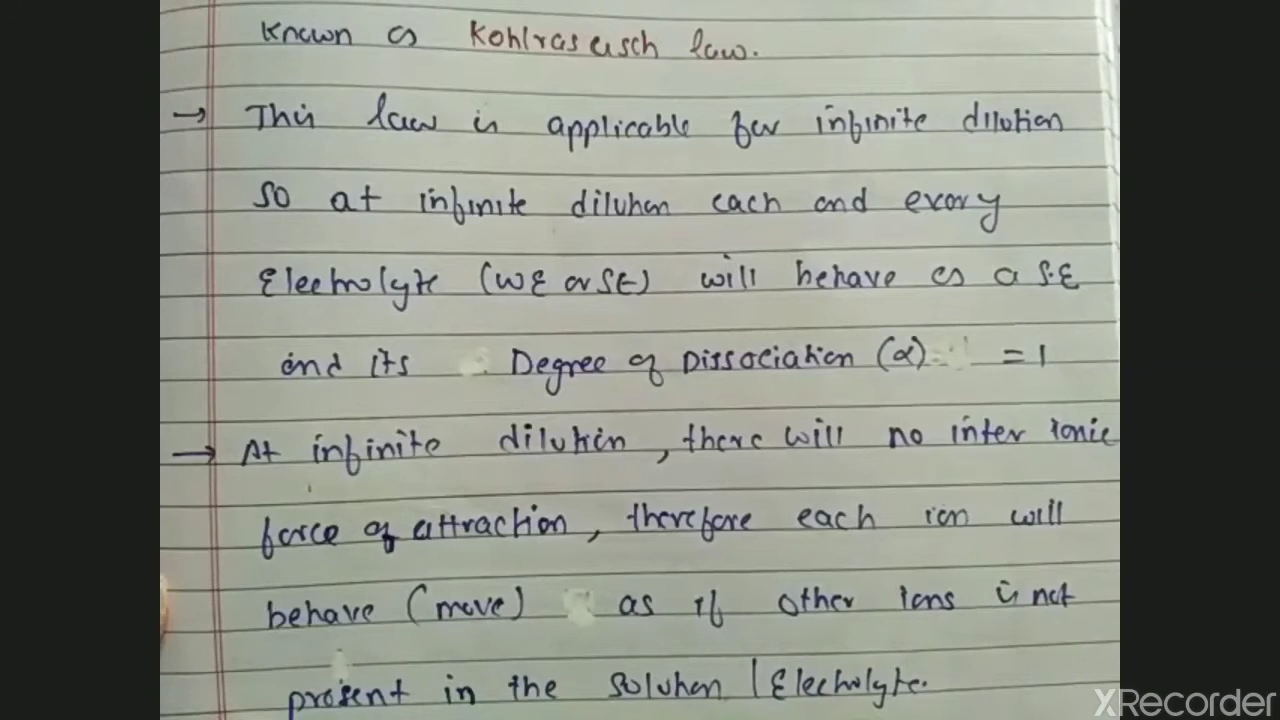 Known as Kohlraseusch law.
→ This law is applicable for infinite dilution
so at infinite dilution each and every
Electrolyte (WE or SE) will behave as a S.E
and its Degree of Dissociation (α) = 1
→ At infinite dilution, there will no inter ionic
force of attraction, therefore each ion will
behave (move) as if other ions is not
present in the solution / Electrolyte.
XRecorder